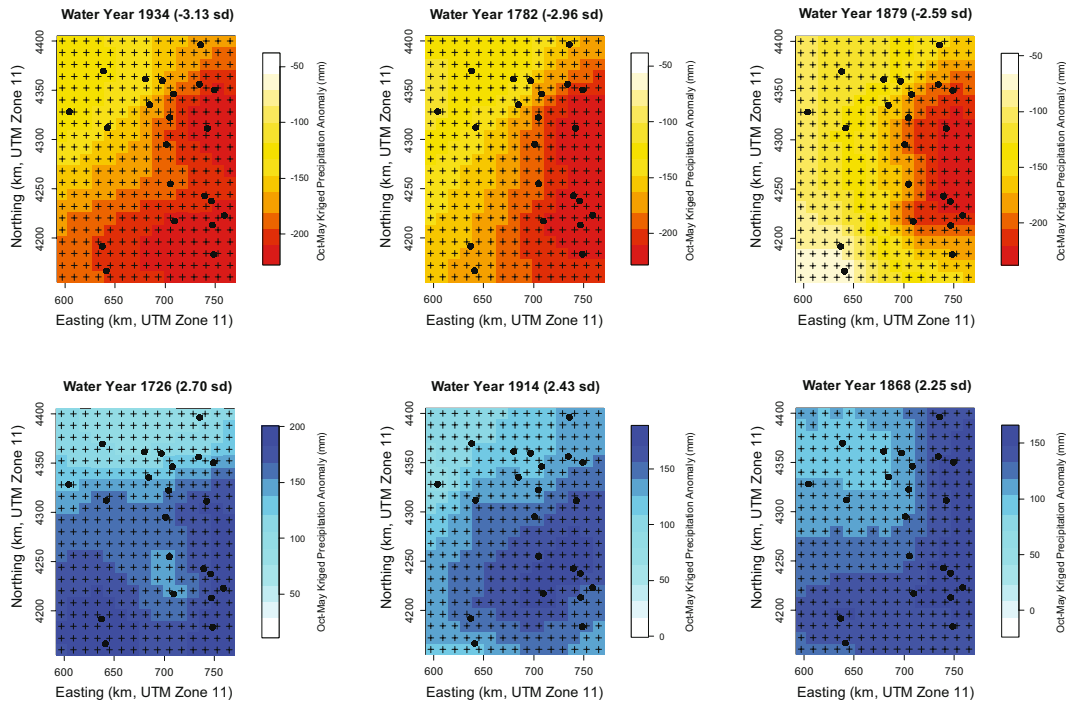 Water Year 1934 (-3.13 sd)
Northing (km, UTM Zone 11)
4400
4350
4300
4250
4200
600 650 700 750
Easting (km, UTM Zone 11)
-50
-100
-150
-200
Oct-May Kriged Precipitation Anomaly (mm)
Water Year 1782 (-2.96 sd)
Northing (km, UTM Zone 11)
4400
4350
4300
4250
4200
600 650 700 750
Easting (km, UTM Zone 11)
-50
-100
-150
-200
Oct-May Kriged Precipitation Anomaly (mm)
Water Year 1879 (-2.59 sd)
Northing (km, UTM Zone 11)
4400
4350
4300
4250
4200
600 650 700 750
Easting (km, UTM Zone 11)
-50
-100
-150
-200
Oct-May Kriged Precipitation Anomaly (mm)
Water Year 1726 (2.70 sd)
Northing (km, UTM Zone 11)
4400
4350
4300
4250
4200
600 650 700 750
Easting (km, UTM Zone 11)
200
150
100
50
Oct-May Kriged Precipitation Anomaly (mm)
Water Year 1914 (2.43 sd)
Northing (km, UTM Zone 11)
4400
4350
4300
4250
4200
600 650 700 750
Easting (km, UTM Zone 11)
150
100
50
0
Oct-May Kriged Precipitation Anomaly (mm)
Water Year 1868 (2.25 sd)
Northing (km, UTM Zone 11)
4400
4350
4300
4250
4200
600 650 700 750
Easting (km, UTM Zone 11)
150
100
50
0
Oct-May Kriged Precipitation Anomaly (mm)